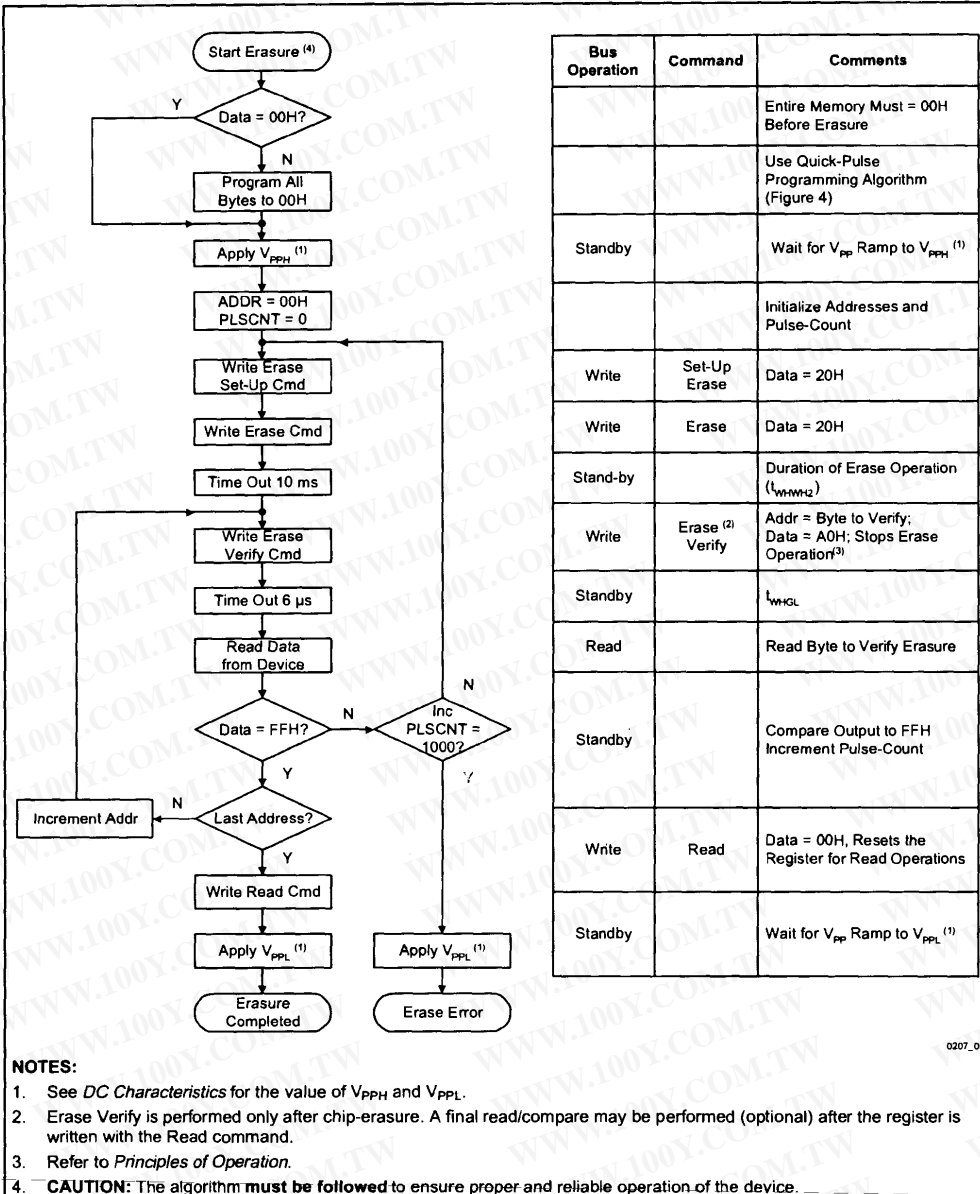 Start Erasure (4)
Y
Data = 00H?
N
Program All
Bytes to 00H
Apply VPPH (1)
ADDR = 00H
PLSCNT = 0
Write Erase
Set-Up Cmd
Write Erase Cmd
Time Out 10 ms
Write Erase
Verify Cmd
Time Out 6 µs
Read Data
from Device
Data = FFH?
N
Inc
PLSCNT =
1000?
N
Y
Y
Last Address?
N
Increment Addr
Y
Write Read Cmd
Apply VPPL (1)
Apply VPPL (1)
Erasure
Completed
Erase Error
Bus
Operation
Command
Comments
Entire Memory Must = 00H
Before Erasure
Use Quick-Pulse
Programming Algorithm
(Figure 4)
Standby
Wait for VPP Ramp to VPPH (1)
Initialize Addresses and
Pulse-Count
Write
Set-Up
Erase
Data = 20H
Write
Erase
Data = 20H
Stand-by
Duration of Erase Operation
(tWHWH2)
Write
Erase (2)
Verify
Addr = Byte to Verify;
Data = A0H; Stops Erase
Operation(3)
Standby
tWHGL
Read
Read Byte to Verify Erasure
Standby
Compare Output to FFH
Increment Pulse-Count
Write
Read
Data = 00H, Resets the
Register for Read Operations
Standby
Wait for VPP Ramp to VPPL (1)
0207_0
NOTES:
1. See DC Characteristics for the value of VPPH and VPPL.
2. Erase Verify is performed only after chip-erasure. A final read/compare may be performed (optional) after the register is
written with the Read command.
3. Refer to Principles of Operation.
4. CAUTION: The algorithm must be followed to ensure proper and reliable operation of the device.
WWW.100Y.COM.TW